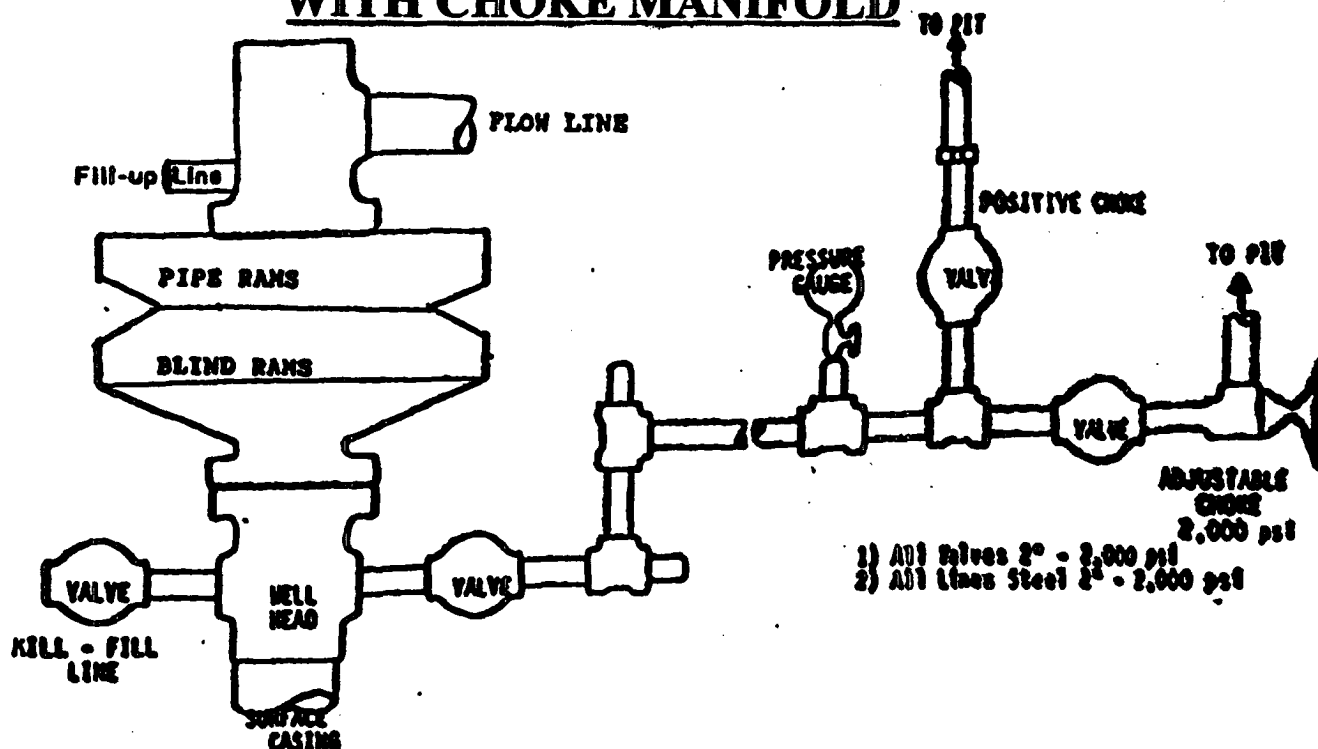 WITH CHOKE MANIFOLD
TO PIT
FLOW LINE
Fill-up Line
POSITIVE CHOKE
PIPE RAMS
PRESSURE
GAUGE
VALV
TO PIT
BLIND RAMS
VALVE
ADJUSTABLE
CHOKE
2,000 psi
1) All Valves 2" - 2,000 psi
2) All Lines Steel 2" - 2,000 psi
VALVE
WELL
HEAD
VALVE
KILL - FILL
LINE
SURFACE
CASING